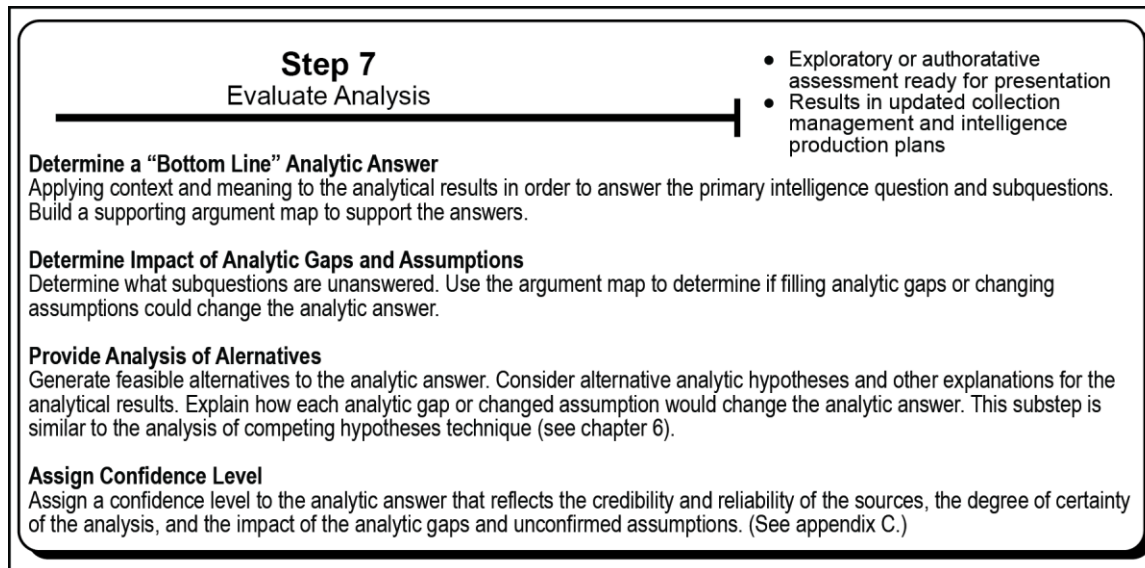 Step 7
Evaluate Analysis
● Exploratory or authoratative
assessment ready for presentation
● Results in updated collection
management and intelligence
production plans
Determine a “Bottom Line” Analytic Answer
Applying context and meaning to the analytical results in order to answer the primary intelligence question and subquestions.
Build a supporting argument map to support the answers.
Determine Impact of Analytic Gaps and Assumptions
Determine what subquestions are unanswered. Use the argument map to determine if filling analytic gaps or changing
assumptions could change the analytic answer.
Provide Analysis of Alernatives
Generate feasible alternatives to the analytic answer. Consider alternative analytic hypotheses and other explanations for the
analytical results. Explain how each analytic gap or changed assumption would change the analytic answer. This substep is
similar to the analysis of competing hypotheses technique (see chapter 6).
Assign Confidence Level
Assign a confidence level to the analytic answer that reflects the credibility and reliability of the sources, the degree of certainty
of the analysis, and the impact of the analytic gaps and unconfirmed assumptions. (See appendix C.)